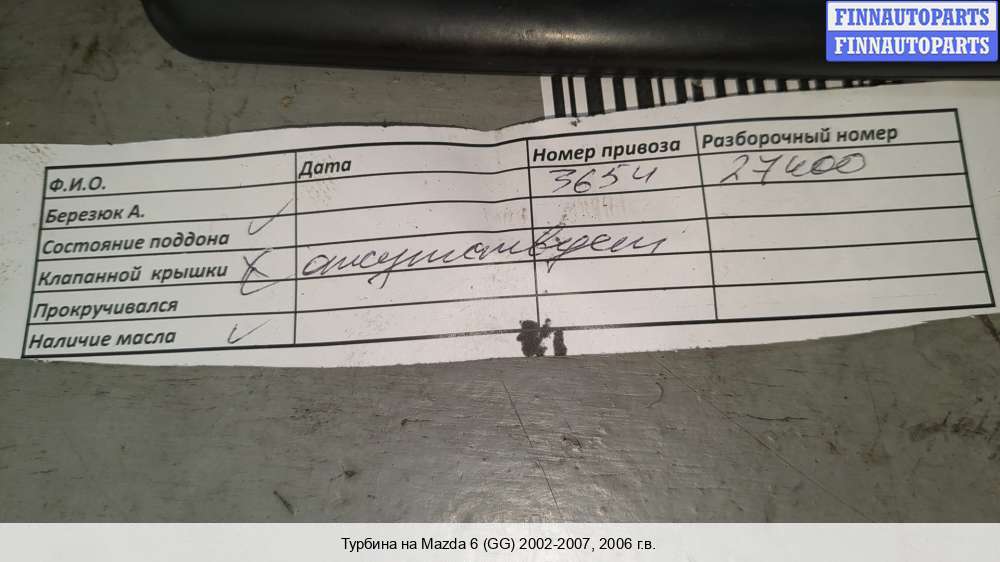 FINNAUTOPARTS
FINNAUTOPARTS
Ф.И.О. Дата Номер привоза Разборочный номер
Березюк А. 3654 27400
Состояние поддона
Клапанной крышки отсутствует
Прокручивался
Наличие масла
Турбина на Mazda 6 (GG) 2002-2007, 2006 г.в.